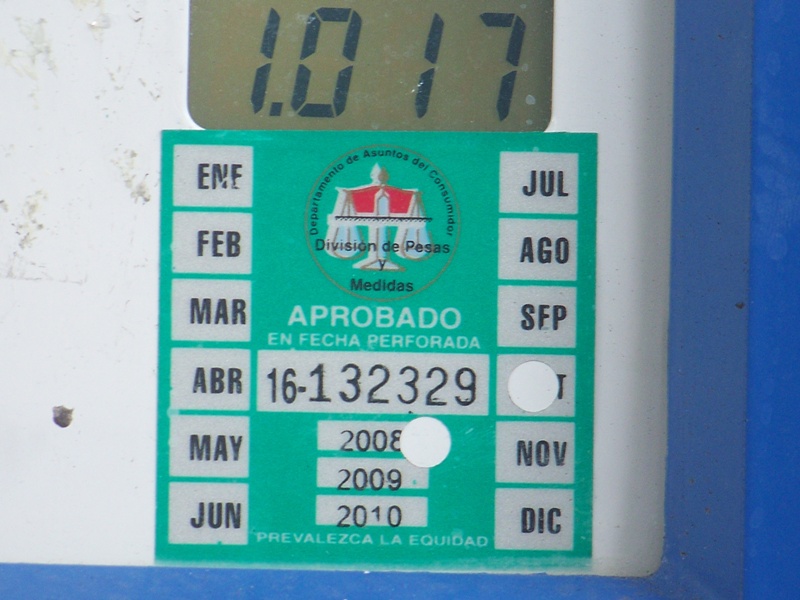 1.017
Departamento de Asuntos del Consumidor
División de Pesas
y
Medidas
APROBADO
EN FECHA PERFORADA
16-132329
2008
2009
2010
PREVALEZCA LA EQUIDAD
ENE
FEB
MAR
ABR
MAY
JUN
JUL
AGO
SEP
T
NOV
DIC